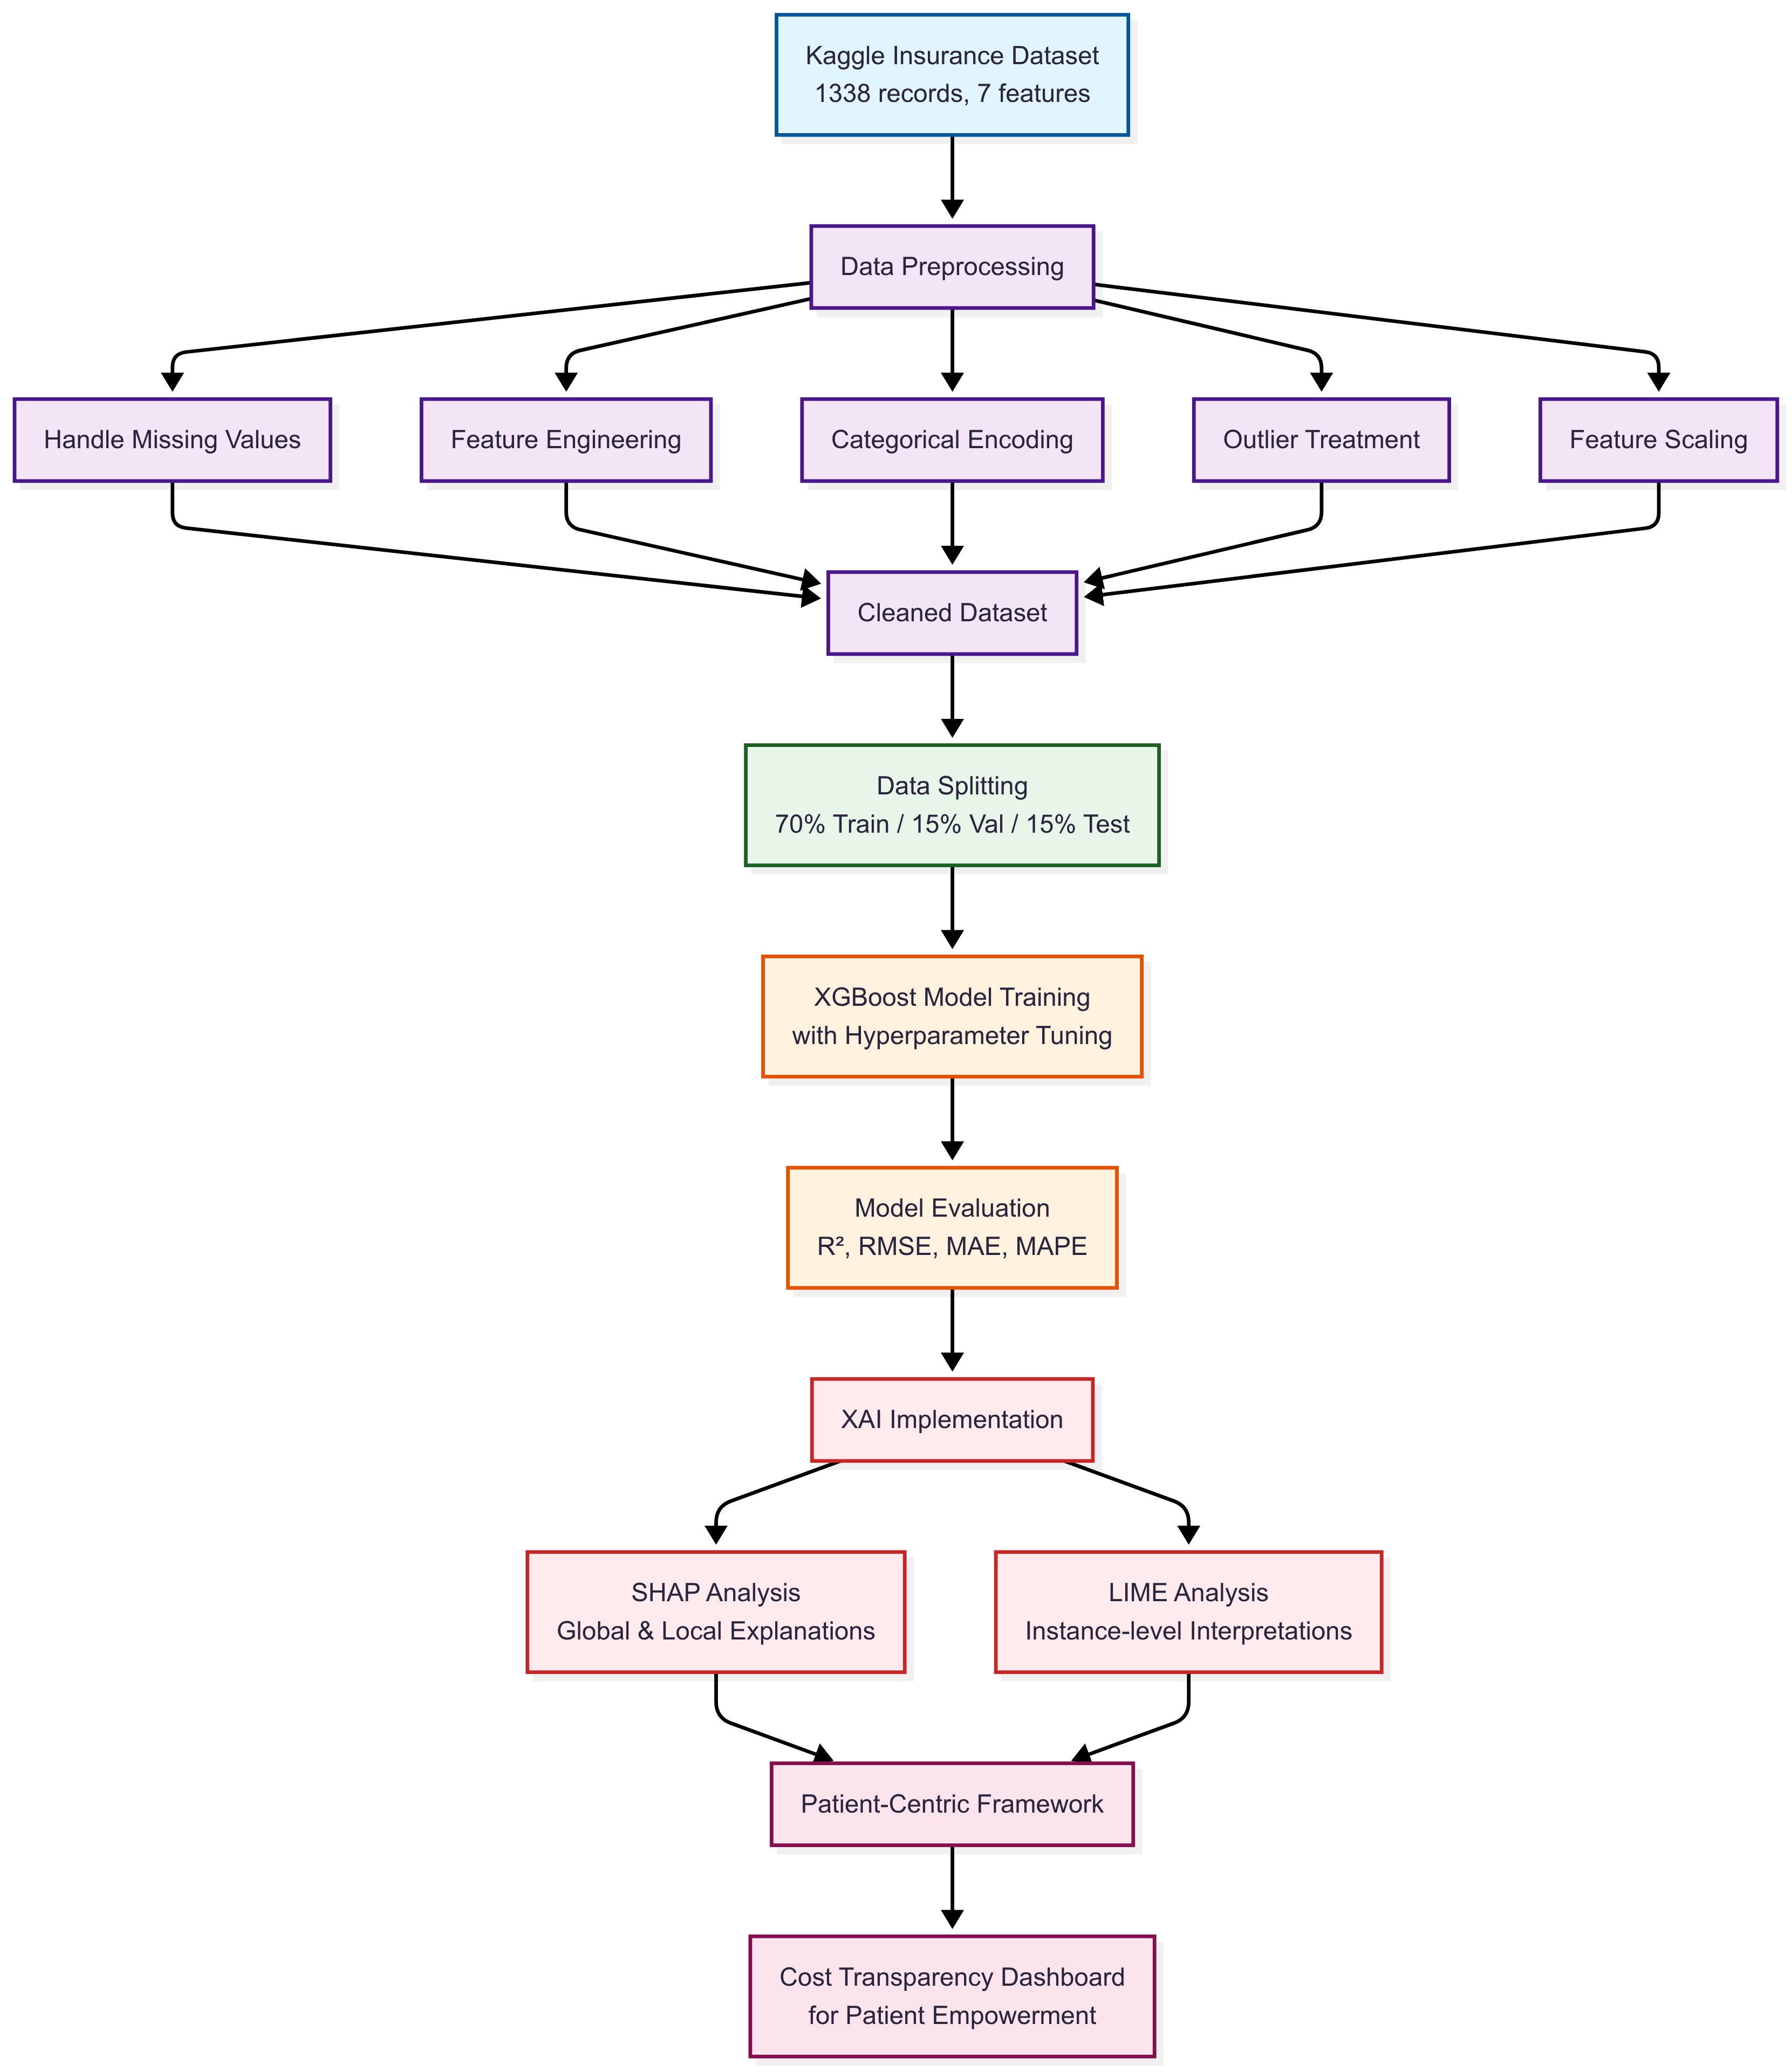 Kaggle Insurance Dataset
1338 records, 7 features
Data Preprocessing
Handle Missing Values
Feature Engineering
Categorical Encoding
Outlier Treatment
Feature Scaling
Cleaned Dataset
Data Splitting
70% Train / 15% Val / 15% Test
XGBoost Model Training
with Hyperparameter Tuning
Model Evaluation
R², RMSE, MAE, MAPE
XAI Implementation
SHAP Analysis
Global & Local Explanations
LIME Analysis
Instance-level Interpretations
Patient-Centric Framework
Cost Transparency Dashboard
for Patient Empowerment